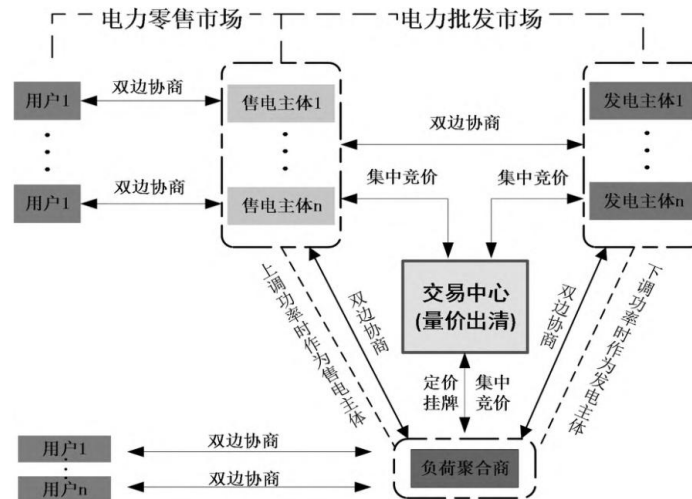 电力零售市场
电力批发市场
用户1
双边协商
售电主体1
发电主体1
双边协商
用户1
双边协商
售电主体n
集中竞价
集中竞价
发电主体n
交易中心
(量价出清)
上调功率时作为售电主体
双边协商
双边协商
下调功率时作为发电主体
定价
挂牌
集中
竞价
用户1
双边协商
负荷聚合商
用户n
双边协商